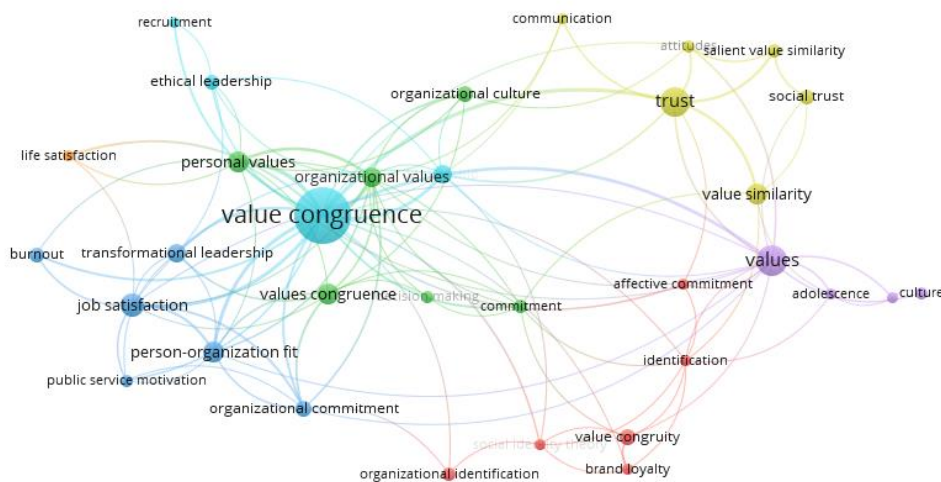 communication
recruitment
attitudes
salient value similarity
ethical leadership
organizational culture
trust
social trust
life satisfaction
personal values
organizational values
value similarity
value congruence
burnout
transformational leadership
values
affective commitment
job satisfaction
values congruence
decision making
commitment
adolescence
culture
person-organization fit
identification
public service motivation
organizational commitment
social identity theory
value congruity
organizational identification
brand loyalty